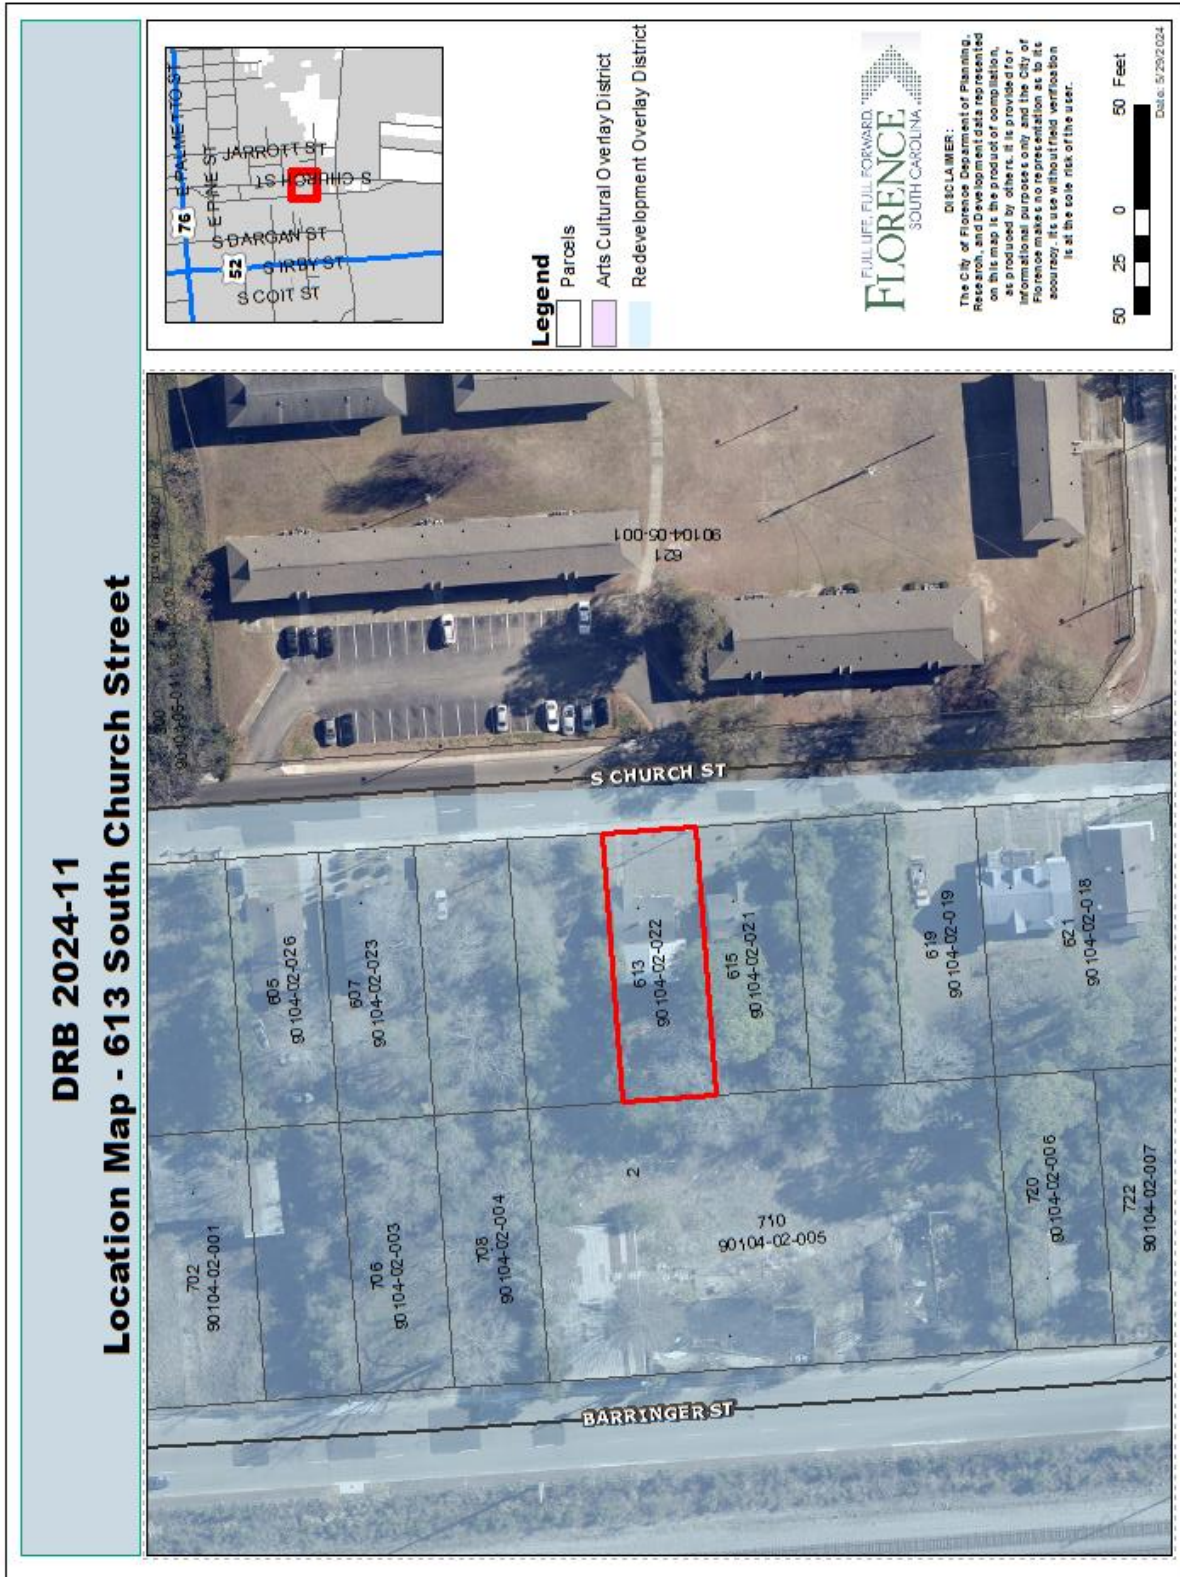 DRB 2024-11
Location Map - 613 South Church Street
702
90104-02-001
706
90104-02-003
708
90104-02-004
2
710
90104-02-005
720
90104-02-006
722
90104-02-007
BARRINGER ST
605
90104-02-026
607
90104-02-023
613
90104-02-022
615
90104-02-021
619
90104-02-019
621
90104-02-018
S CHURCH ST
621
90104-05-001
E PALMETTO ST
76
E PINE ST
JARROTT ST
S CHURCH ST
S DARGAN ST
52
S IRBY ST
S COIT ST
Legend
Parcels
Arts Cultural Overlay District
Redevelopment Overlay District
FULL LIFE, FULL FORWARD.
FLORENCE
SOUTH CAROLINA
DISCLAIMER:
The City of Florence Deparment of Planning,
Research, and Development data represented
on this map is the product of compilation,
as produced by others. It is provided for
informational purposes only and the City of
Florence makes no representation as to its
accuracy. Its use without field verification
is at the sole risk of the user.
50 25 0 50 Feet
Date: 5/29/2024